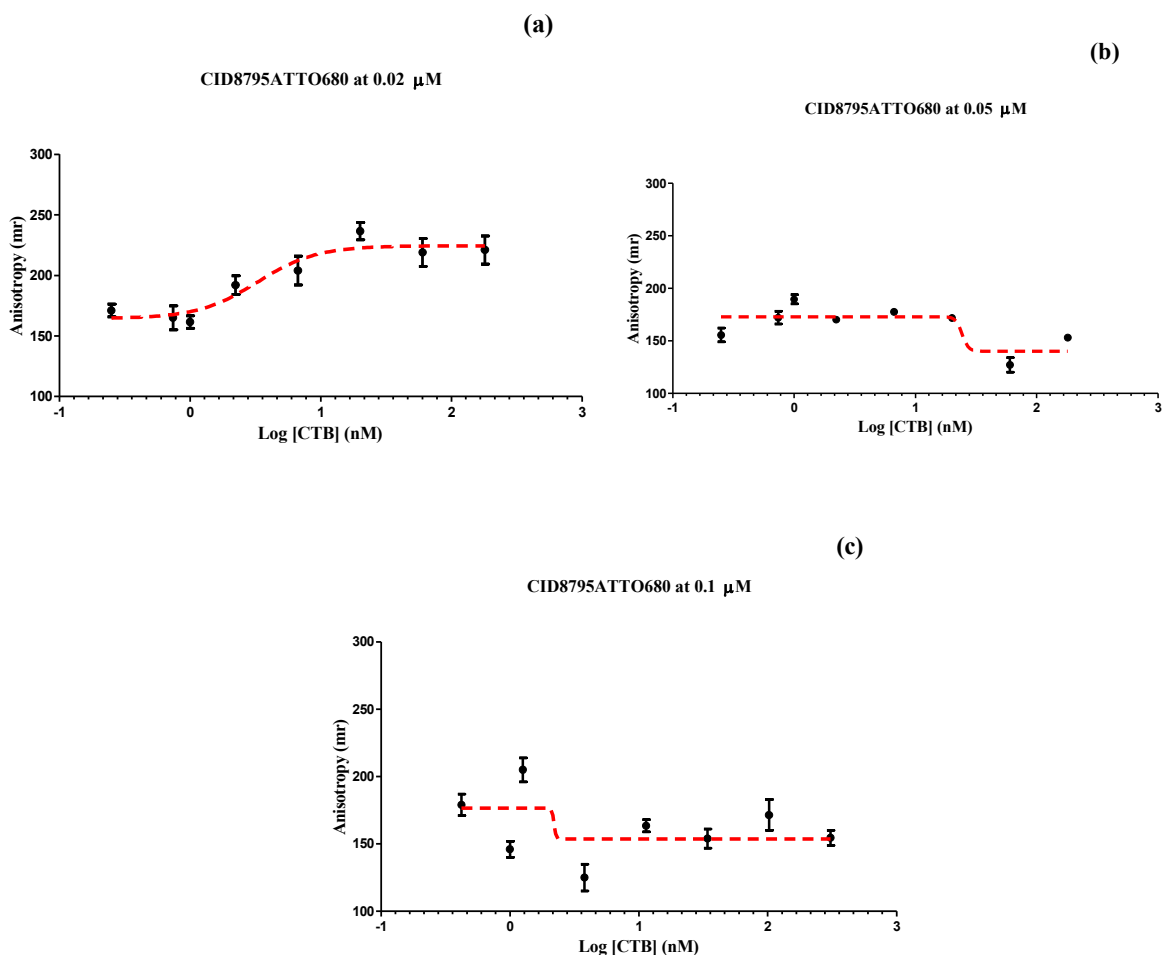 (a)
CID8795ATTO680 at 0.02 μM
300
250
200
150
100
Anisotropy (mr)
-1 0 1 2 3
Log [CTB] (nM)
(b)
CID8795ATTO680 at 0.05 μM
300
250
200
150
100
Anisotropy (mr)
-1 0 1 2 3
Log [CTB] (nM)
(c)
CID8795ATTO680 at 0.1 μM
300
250
200
150
100
Anisotropy (mr)
-1 0 1 2 3
Log [CTB] (nM)